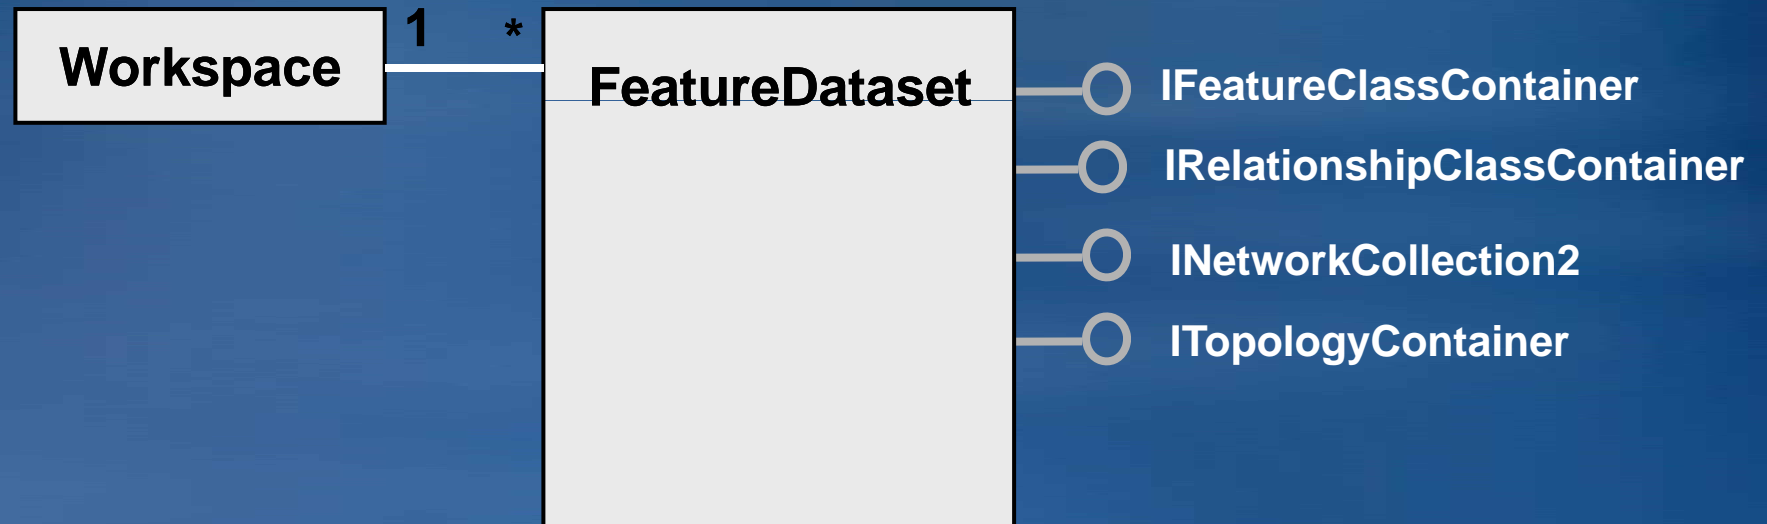 Workspace
1 *
FeatureDataset
IFeatureClassContainer
IRelationshipClassContainer
INetworkCollection2
ITopologyContainer